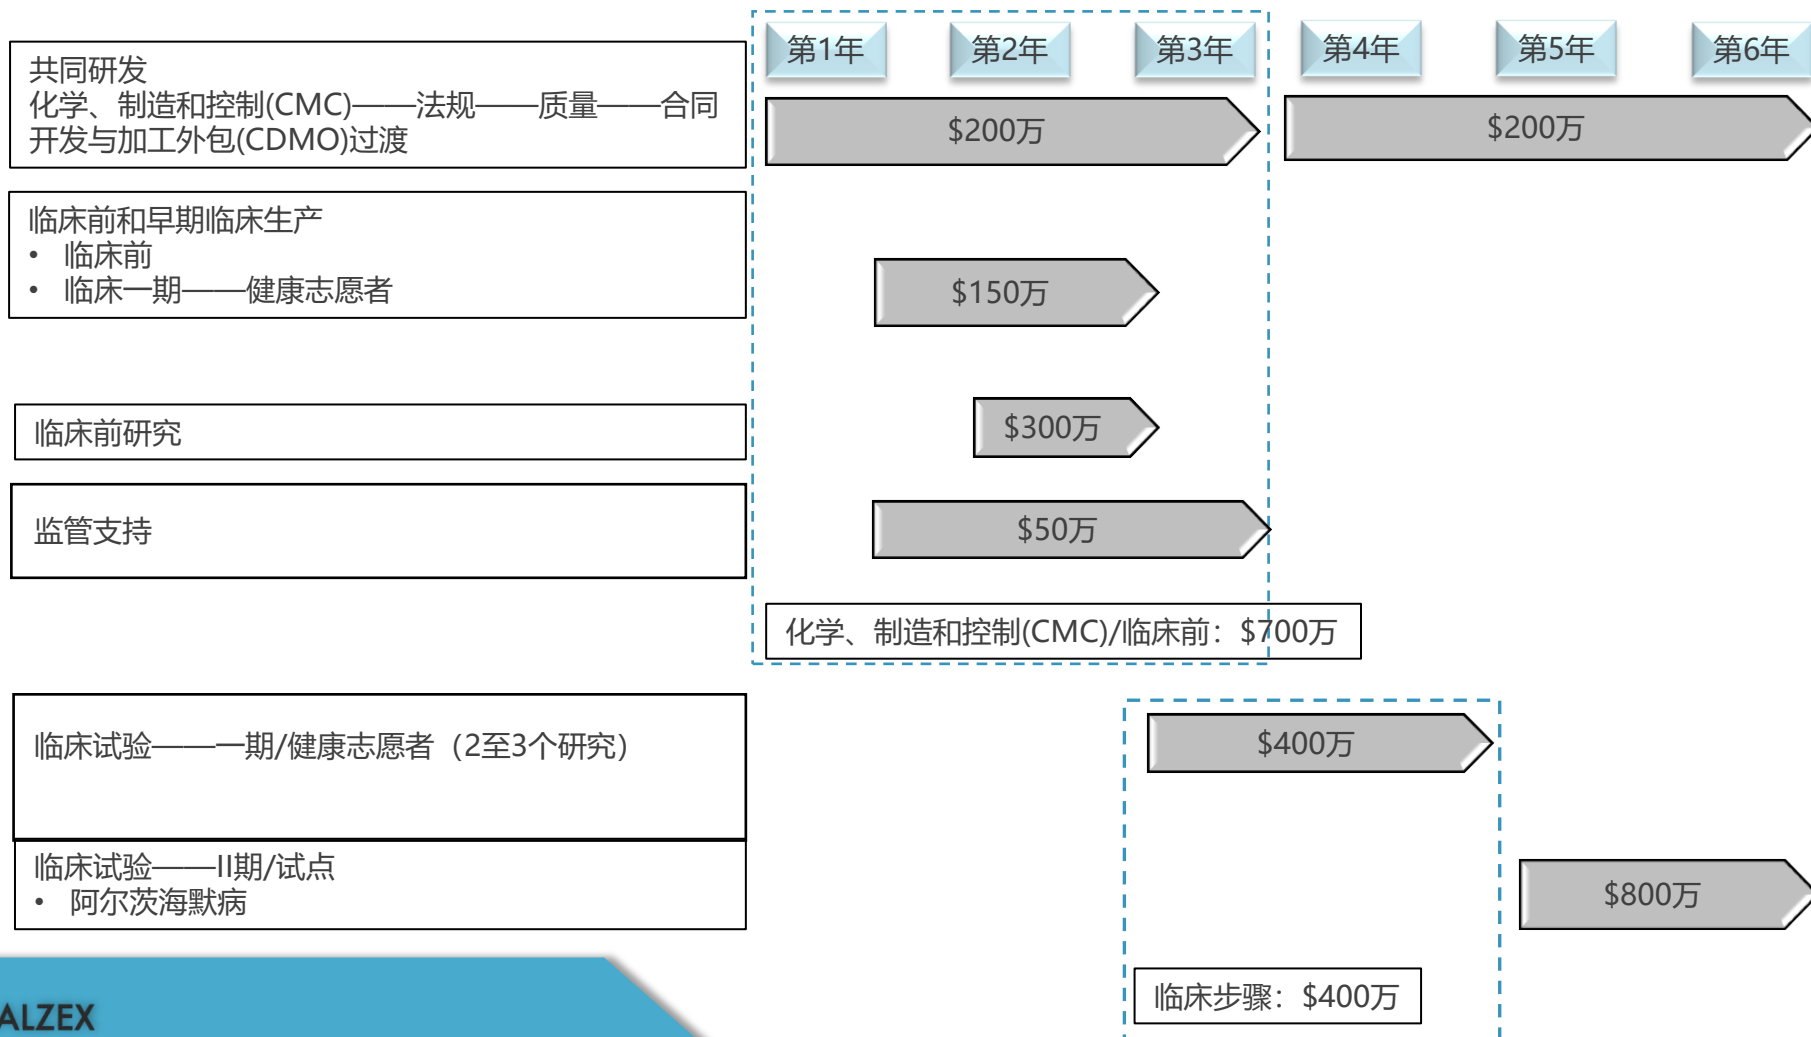 第1年
第2年
第3年
第4年
第5年
第6年
共同研发
化学、制造和控制(CMC)——法规——质量——合同
开发与加工外包(CDMO)过渡
$200万
$200万
临床前和早期临床生产
• 临床前
• 临床一期——健康志愿者
$150万
临床前研究
$300万
监管支持
$50万
化学、制造和控制(CMC)/临床前：$700万
临床试验——一期/健康志愿者（2至3个研究）
$400万
临床试验——II期/试点
• 阿尔茨海默病
$800万
临床步骤：$400万
ALZEX